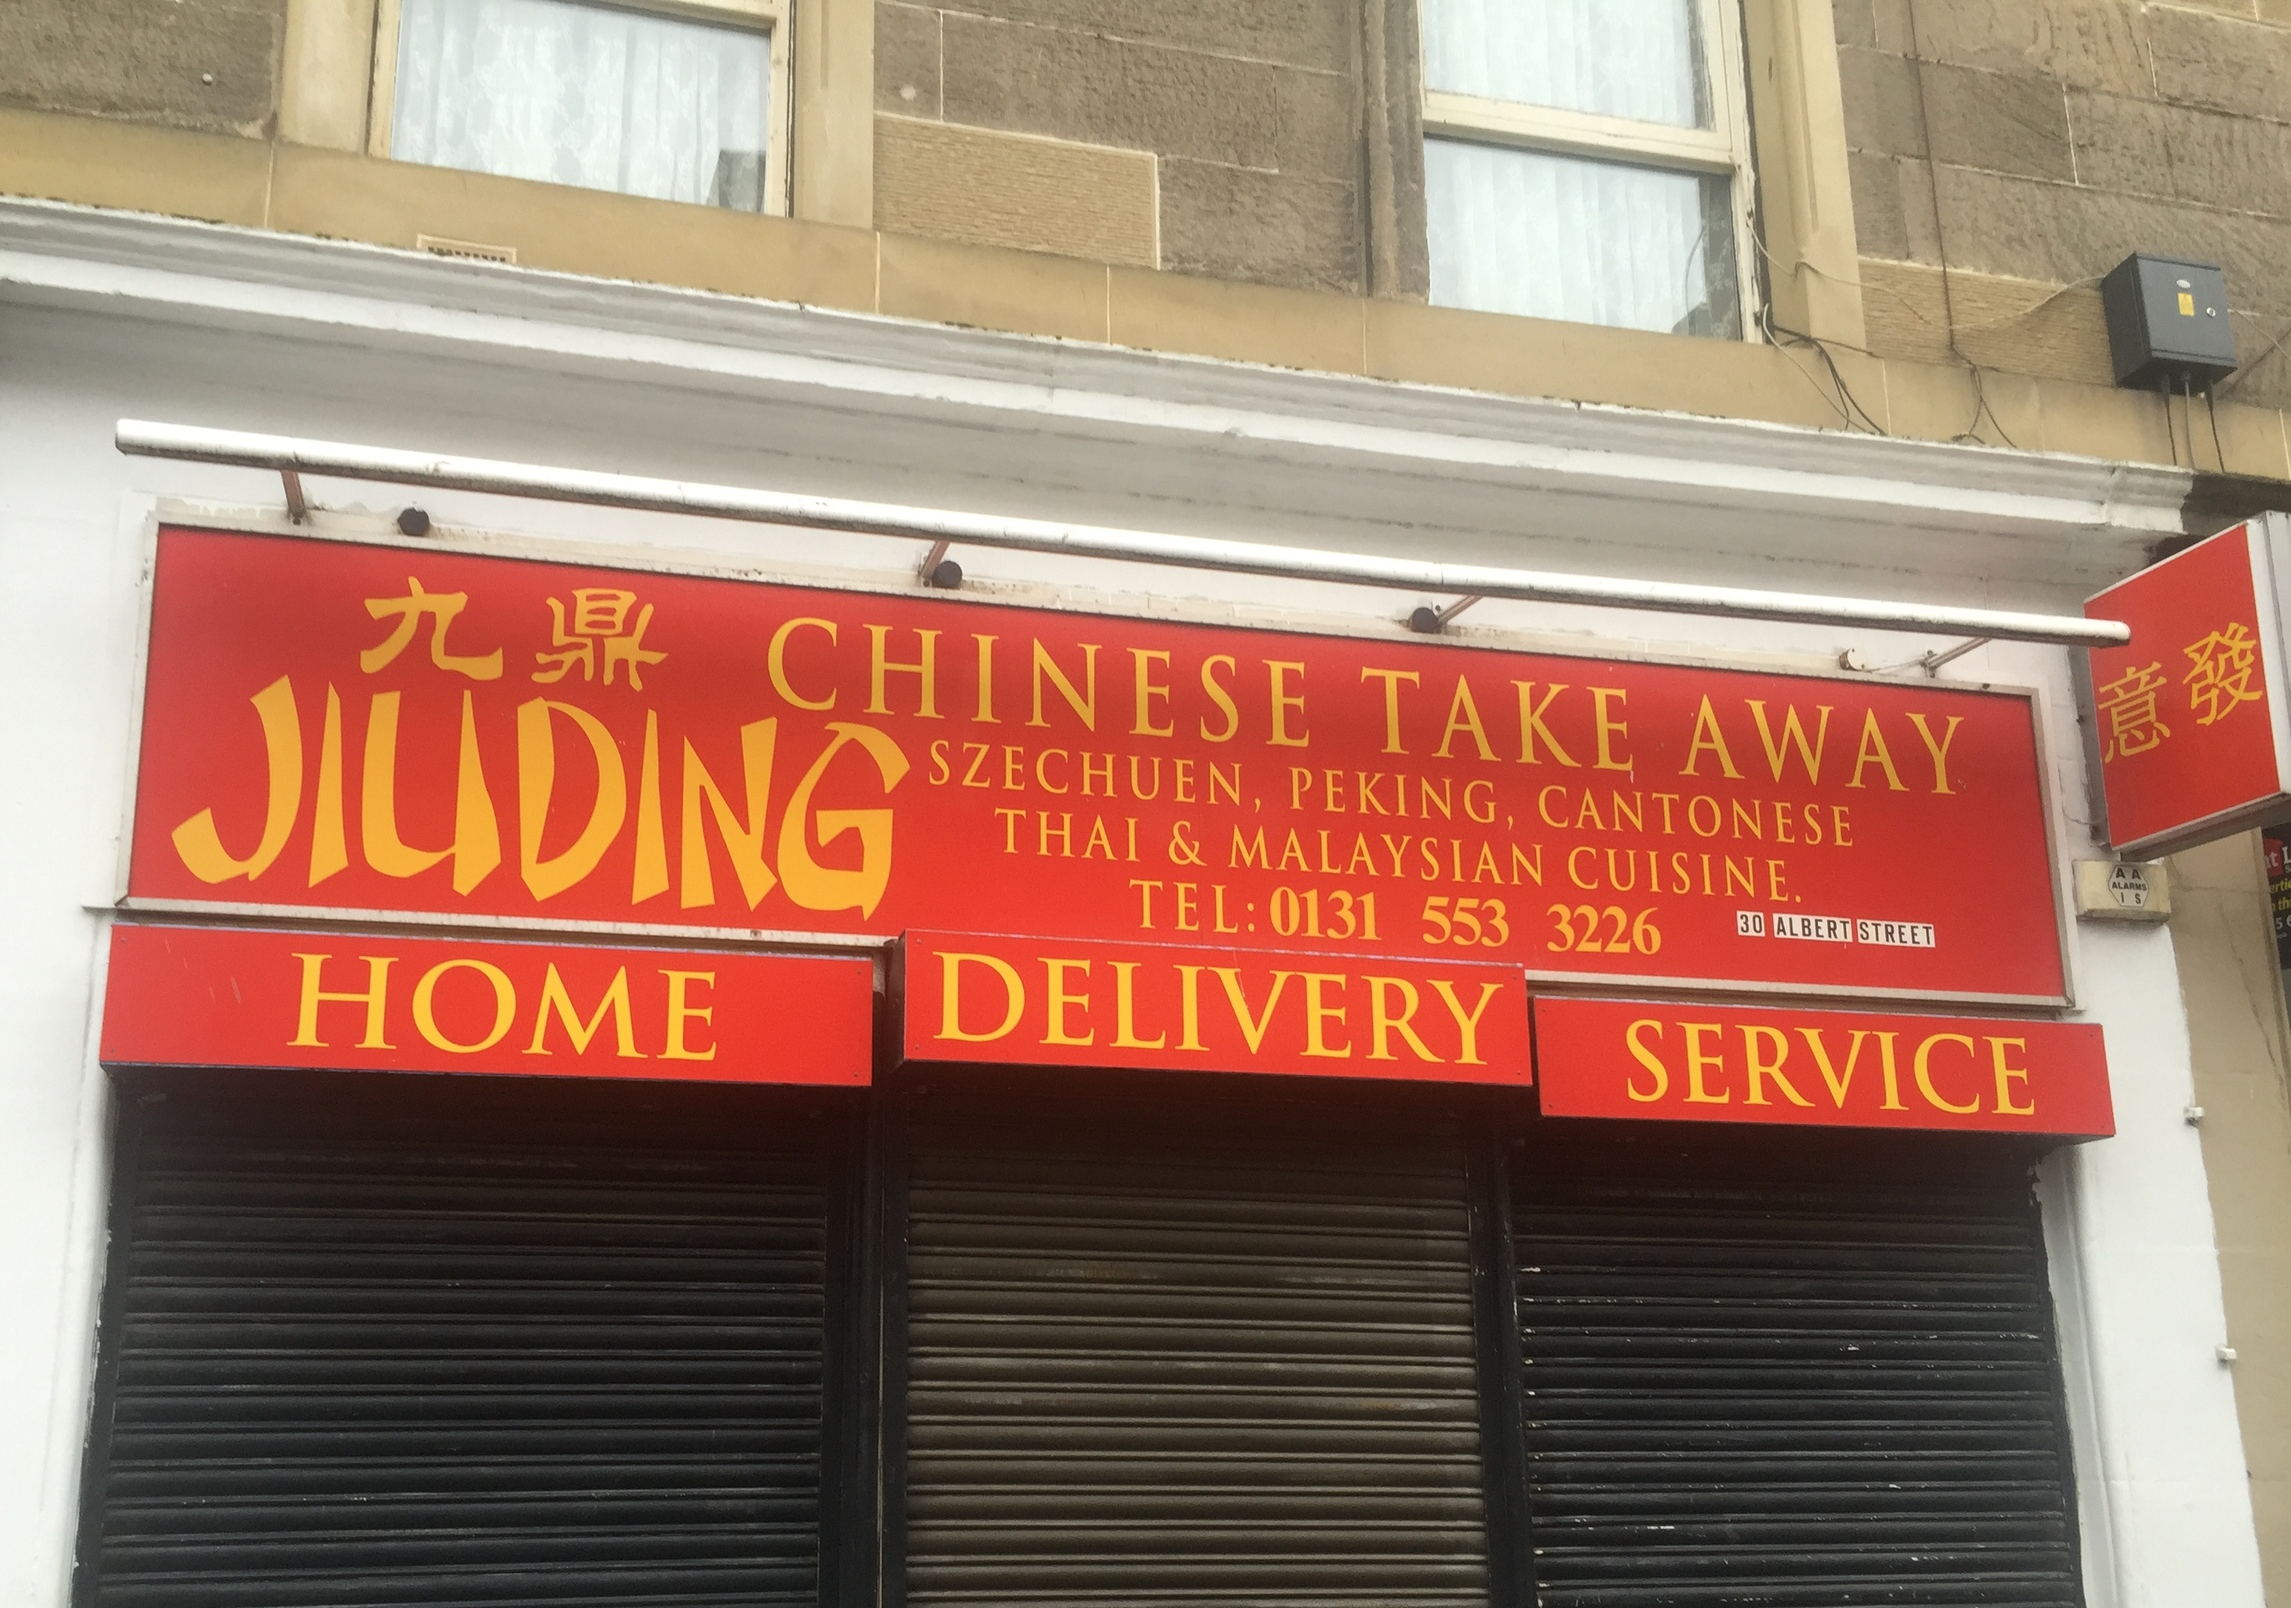 九鼎
JIUDING
CHINESE TAKE AWAY
SZECHUEN, PEKING, CANTONESE
THAI & MALAYSIAN CUISINE.
TEL: 0131 553 3226
30 ALBERT STREET
HOME DELIVERY SERVICE
意發
A A
ALARMS
I S